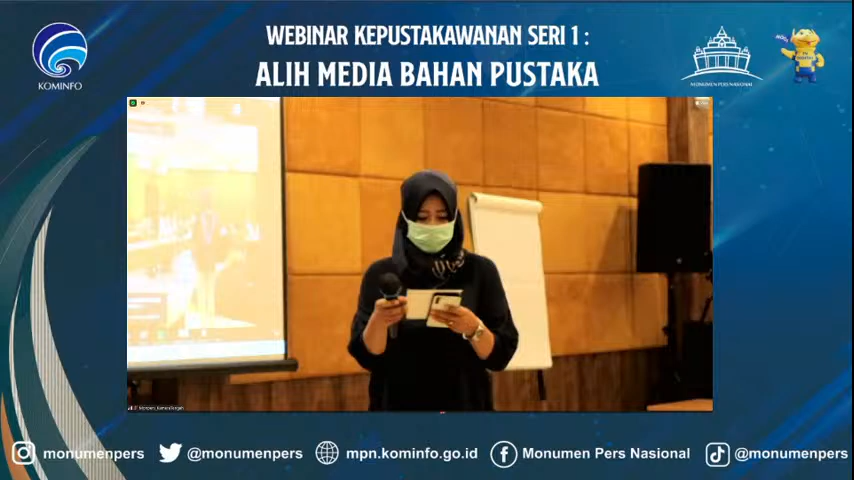 WEBINAR KEPUSTAKAWANAN SERI 1 :
ALIH MEDIA BAHAN PUSTAKA
KOMINFO
MONUMEN PERS NASIONAL
monumenpers
@monumenpers
mpn.kominfo.go.id
Monumen Pers Nasional
@monumenpers